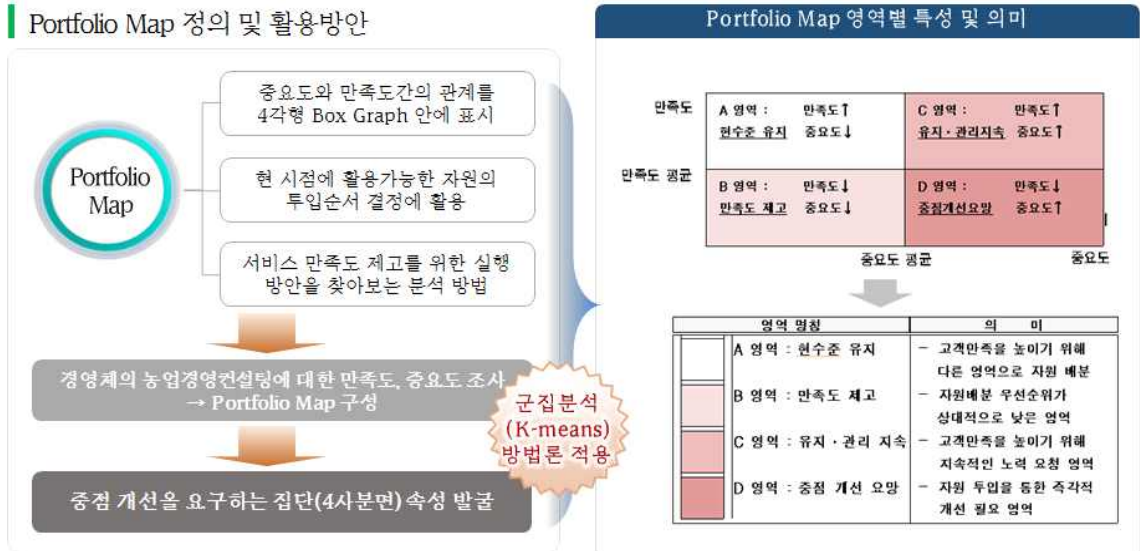 Portfolio Map 정의 및 활용방안
Portfolio
Map
중요도와 만족도간의 관계를
4각형 Box Graph 안에 표시
현 시점에 활용가능한 자원의
투입순서 결정에 활용
서비스 만족도 제고를 위한 실행
방안을 찾아보는 분석 방법
경영체의 농업경영컨설팅에 대한 만족도, 중요도 조사
→ Portfolio Map 구성
군집분석
(K-means)
방법론 적용
중점 개선을 요구하는 집단(4사분면) 속성 발굴
Portfolio Map 영역별 특성 및 의미
만족도
A 영역 : 만족도↑
현수준 유지 중요도↓
C 영역 : 만족도↑
유지·관리지속 중요도↑
만족도 평균
B 영역 : 만족도↓
만족도 제고 중요도↓
D 영역 : 만족도↓
중점개선요망 중요도↑
중요도 평균
중요도
영역 명칭 의 미
A 영역 : 현수준 유지 – 고객만족을 높이기 위해
다른 영역으로 자원 배분
B 영역 : 만족도 제고 – 자원배분 우선순위가
상대적으로 낮은 영역
C 영역 : 유지·관리 지속 – 고객만족을 높이기 위해
지속적인 노력 요청 영역
D 영역 : 중점 개선 요망 – 자원 투입을 통한 즉각적
개선 필요 영역